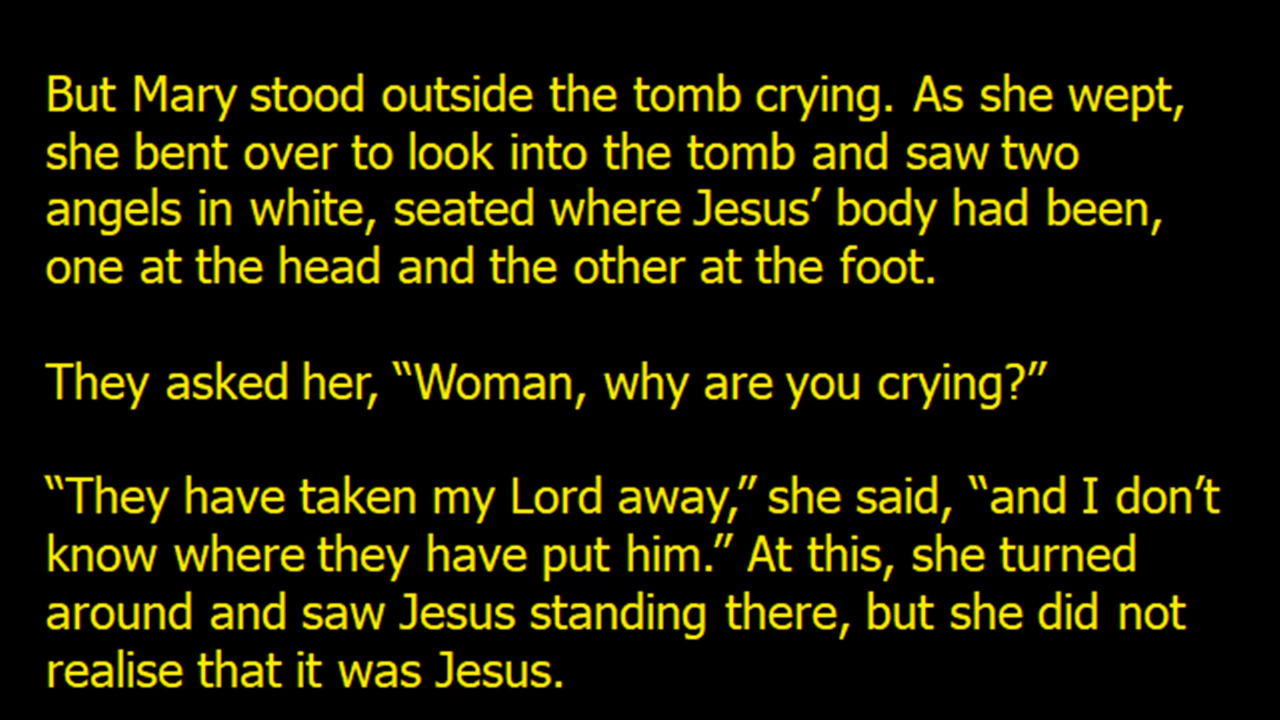 But Mary stood outside the tomb crying. As she wept,
she bent over to look into the tomb and saw two
angels in white, seated where Jesus’ body had been,
one at the head and the other at the foot.
They asked her, “Woman, why are you crying?”
“They have taken my Lord away,” she said, “and I don’t
know where they have put him.” At this, she turned
around and saw Jesus standing there, but she did not
realise that it was Jesus.